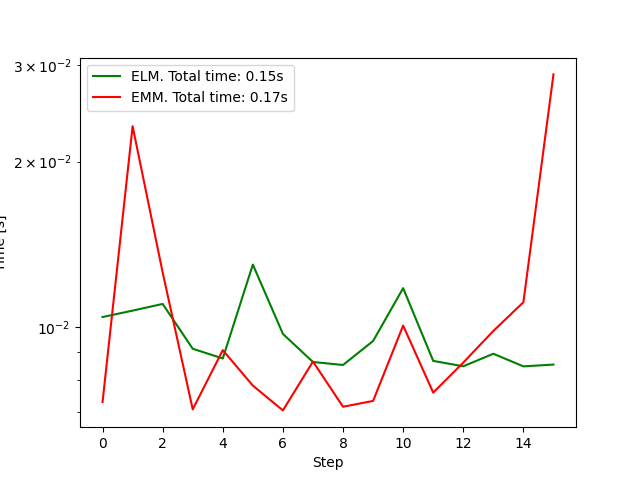 3 × 10⁻²
2 × 10⁻²
10⁻²
ELM. Total time: 0.15s
EMM. Total time: 0.17s
0 2 4 6 8 10 12 14
Step